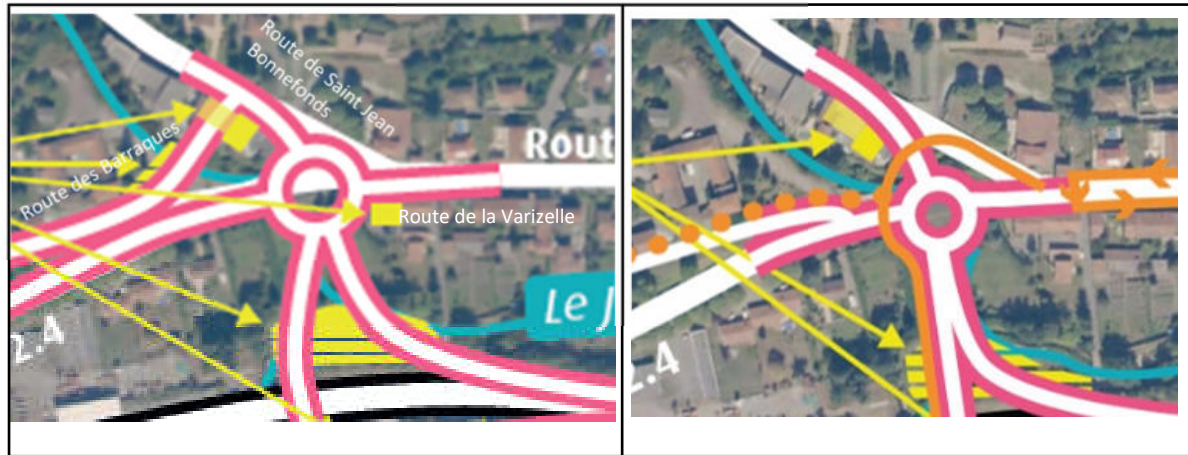 Route de Saint Jean
Bonnefonds
Route des Barraques
Rout
Route de la Varizelle
Le J
2.4
2.4